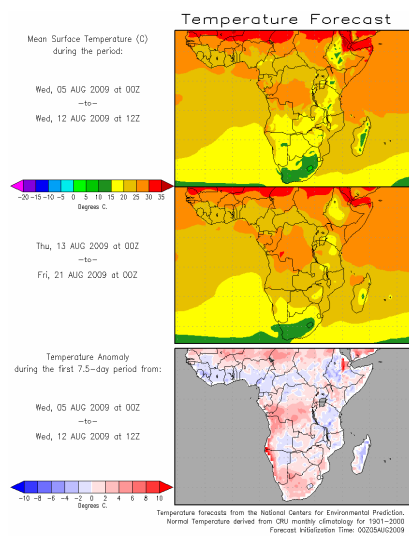 Temperature Forecast
Mean Surface Temperature (C)
during the period:
Wed, 05 AUG 2009 at 00Z
-to-
Wed, 12 AUG 2009 at 12Z
-20 -15 -10 -5 0 5 10 15 20 25 30 35
Degrees C.
Thu, 13 AUG 2009 at 00Z
-to-
Fri, 21 AUG 2009 at 00Z
Temperature Anomaly
during the first 7.5-day period from:
Wed, 05 AUG 2009 at 00Z
-to-
Wed, 12 AUG 2009 at 12Z
-10 -8 -6 -4 -2 0 2 4 6 8 10
Degrees C.
Temperature forecasts from the National Centers for Environmental Prediction.
Normal Temperature derived from CRU monthly climatology for 1901-2000
Forecast Initialization Time: 00Z05AUG2009